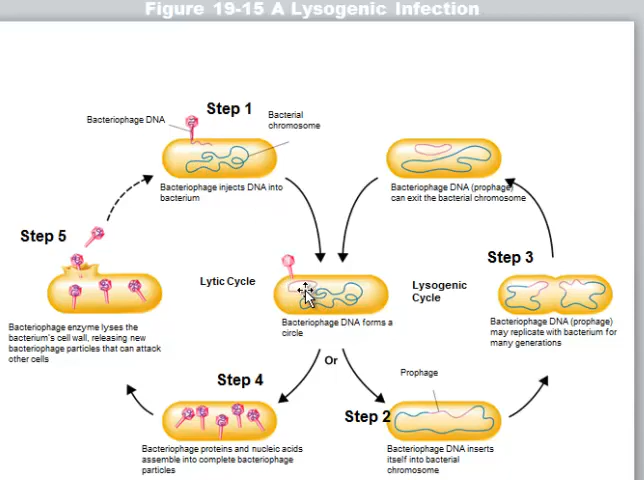 Figure 19-15 A Lysogenic Infection
Step 1
Bacteriophage DNA
Bacterial
chromosome
Bacteriophage injects DNA into
bacterium
Bacteriophage DNA (prophage)
can exit the bacterial chromosome
Step 5
Step 3
Lytic Cycle
Lysogenic
Cycle
Bacteriophage DNA forms a
circle
Bacteriophage DNA (prophage)
may replicate with bacterium for
many generations
Bacteriophage enzyme lyses the
bacterium's cell wall, releasing new
bacteriophage particles that can attack
other cells
Or
Prophage
Step 4
Step 2
Bacteriophage proteins and nucleic acids
assemble into complete bacteriophage
particles
Bacteriophage DNA inserts
itself into bacterial
chromosome